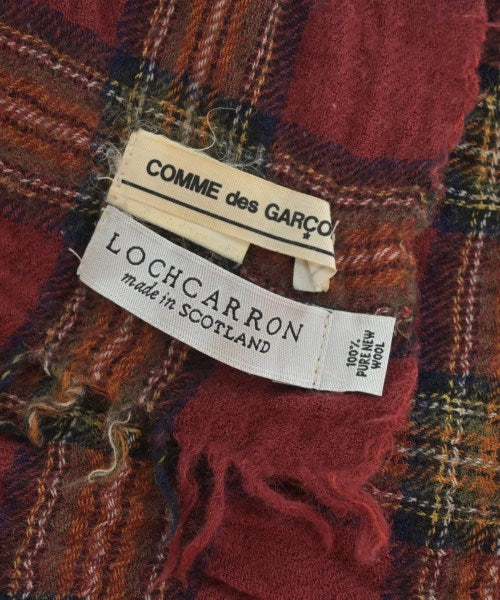 COMME des GARÇO
★
LOCHCARRON
made in SCOTLAND
100%
PURE NEW
WOOL